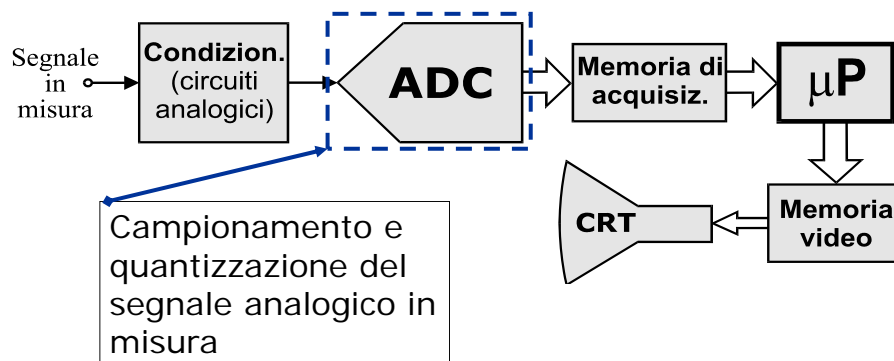 Segnale
in
misura
Condizion.
(circuiti
analogici)
ADC
Memoria di
acquisiz.
μP
Memoria
video
CRT
Campionamento e
quantizzazione del
segnale analogico in
misura